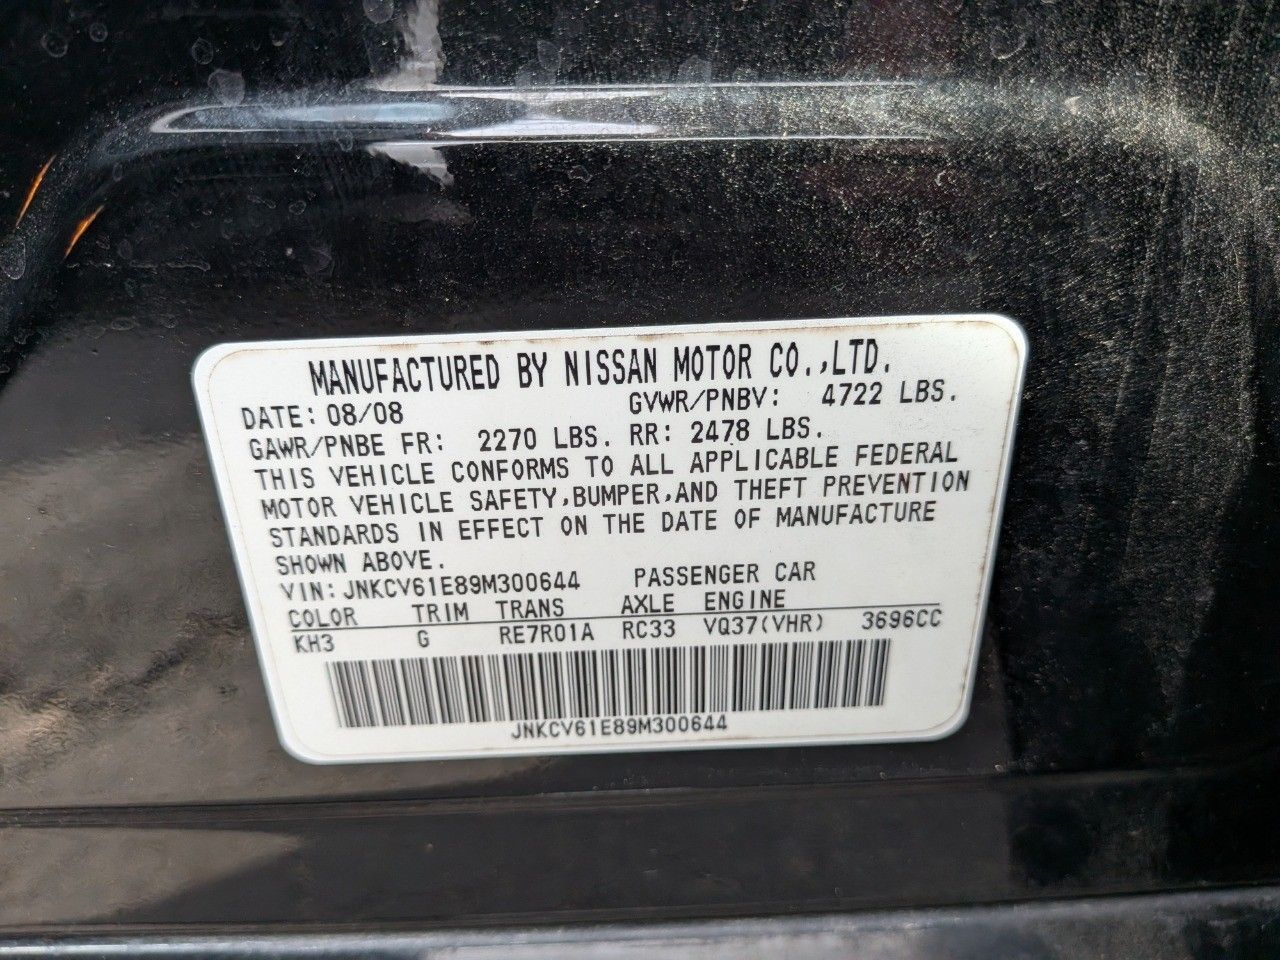 MANUFACTURED BY NISSAN MOTOR CO.,LTD.
DATE: 08/08 GVWR/PNBV: 4722 LBS.
GAWR/PNBE FR: 2270 LBS. RR: 2478 LBS.
THIS VEHICLE CONFORMS TO ALL APPLICABLE FEDERAL
MOTOR VEHICLE SAFETY,BUMPER,AND THEFT PREVENTION
STANDARDS IN EFFECT ON THE DATE OF MANUFACTURE
SHOWN ABOVE.
VIN: JNKCV61E89M300644 PASSENGER CAR
COLOR TRIM TRANS AXLE ENGINE
KH3 G RE7R01A RC33 VQ37(VHR) 3696CC
JNKCV61E89M300644